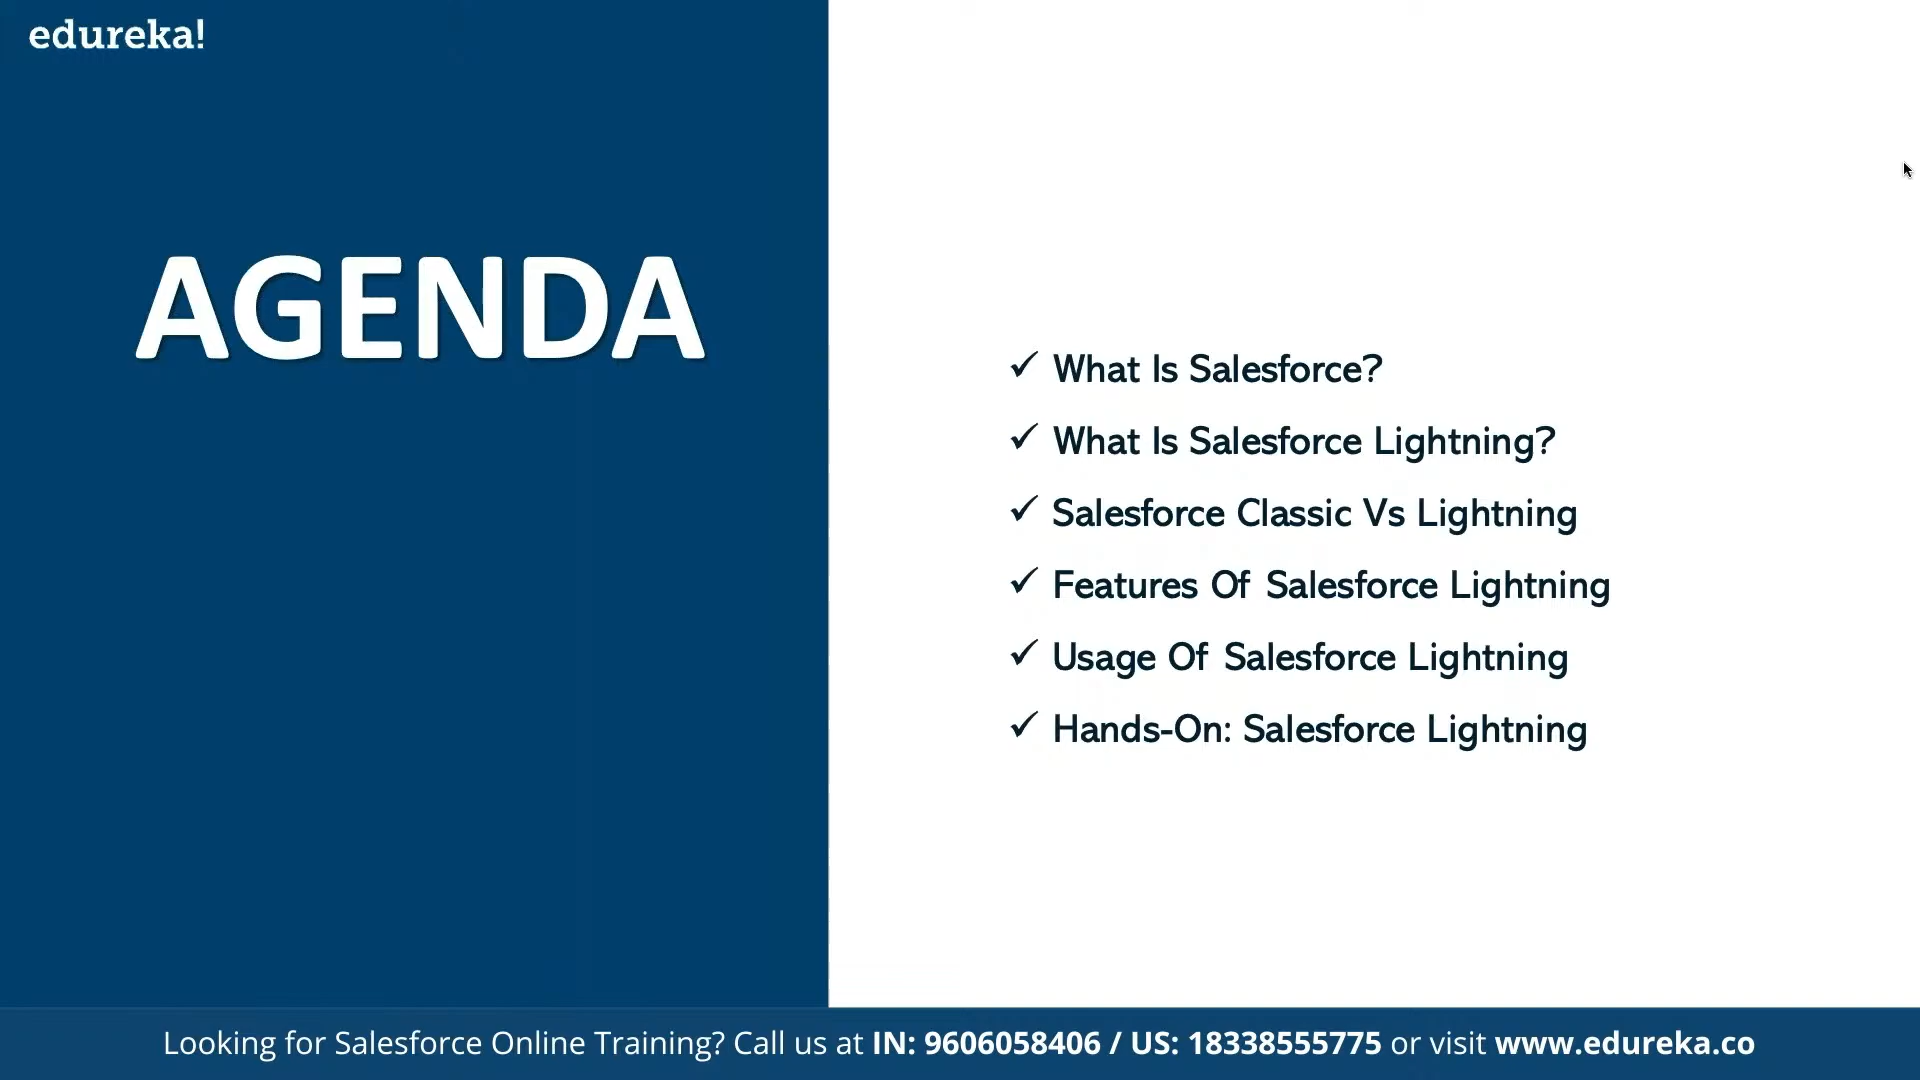 edureka!
AGENDA
✓ What Is Salesforce?
✓ What Is Salesforce Lightning?
✓ Salesforce Classic Vs Lightning
✓ Features Of Salesforce Lightning
✓ Usage Of Salesforce Lightning
✓ Hands-On: Salesforce Lightning
Looking for Salesforce Online Training? Call us at IN: 9606058406 / US: 18338555775 or visit www.edureka.co